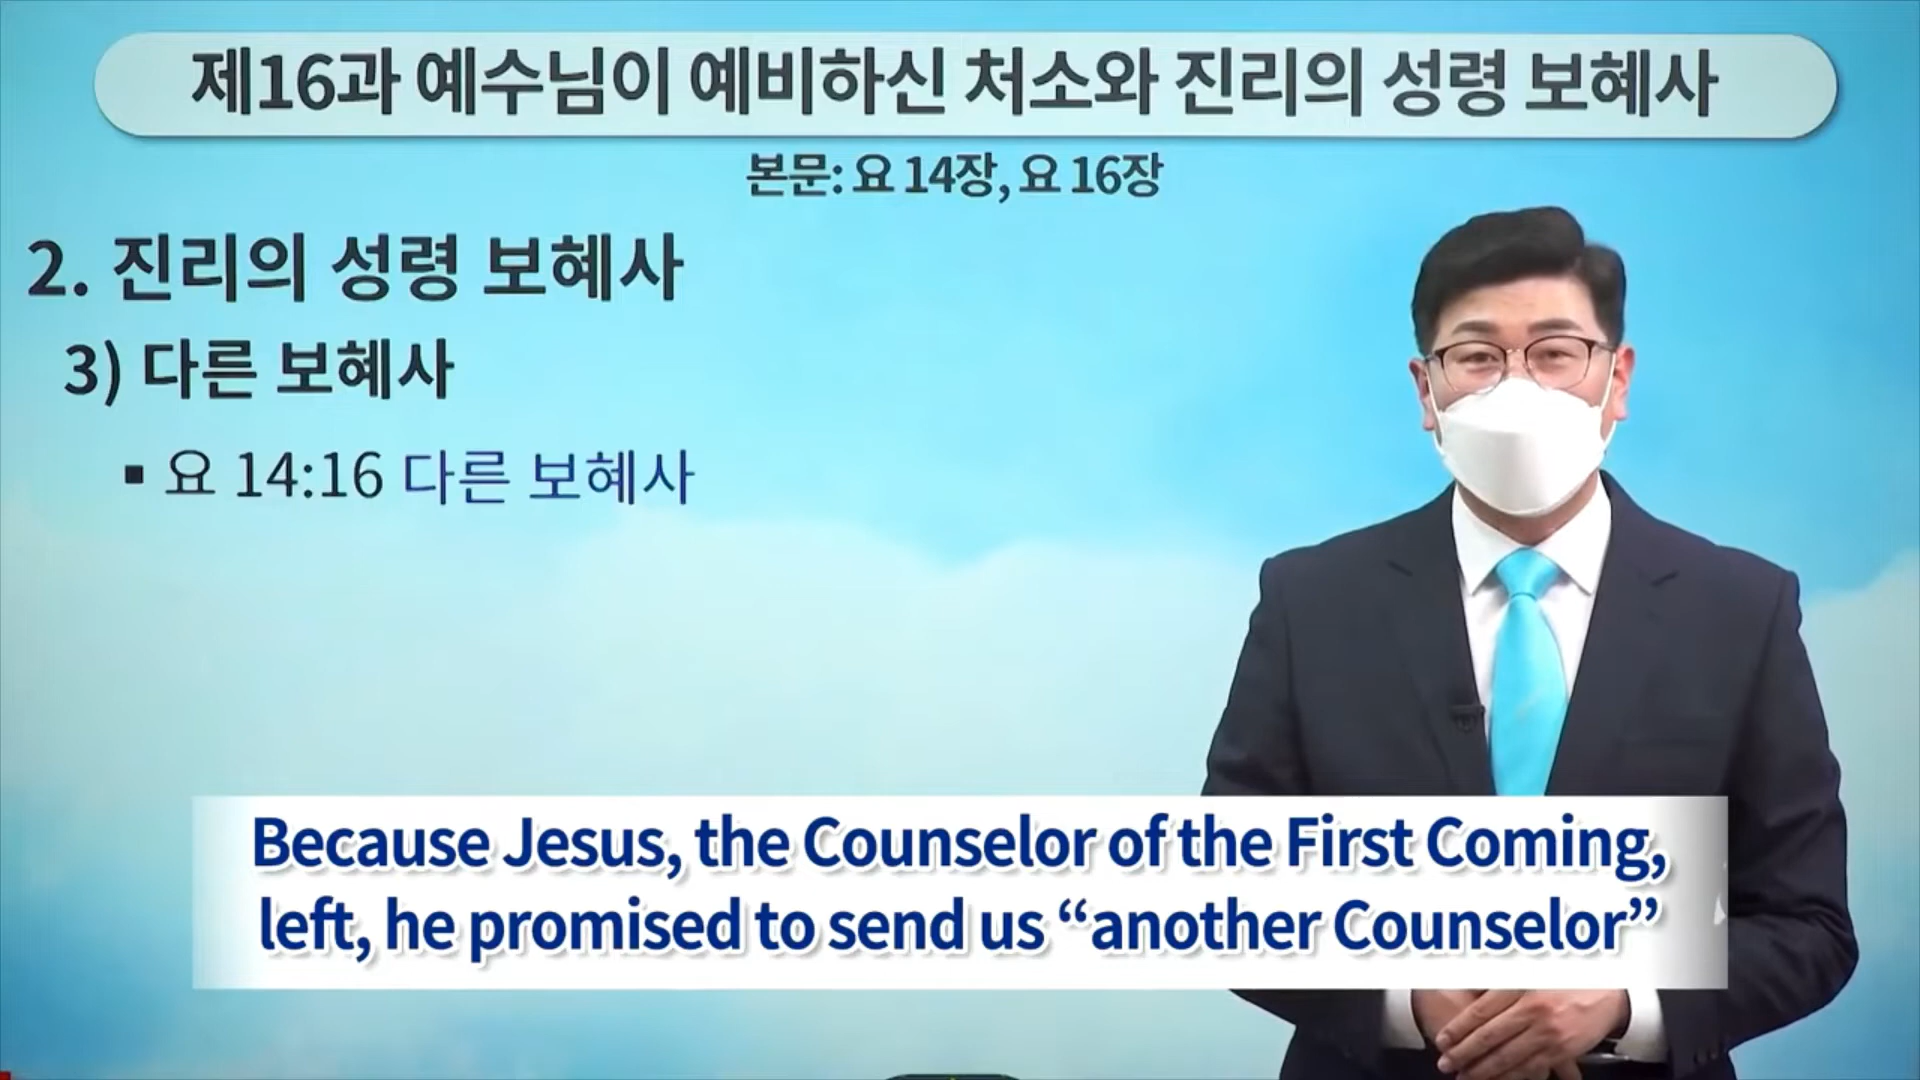 제16과 예수님이 예비하신 처소와 진리의 성령 보혜사
본문: 요 14장, 요 16장
2. 진리의 성령 보혜사
3) 다른 보혜사
▪ 요 14:16 다른 보혜사
Because Jesus, the Counselor of the First Coming,
left, he promised to send us “another Counselor”